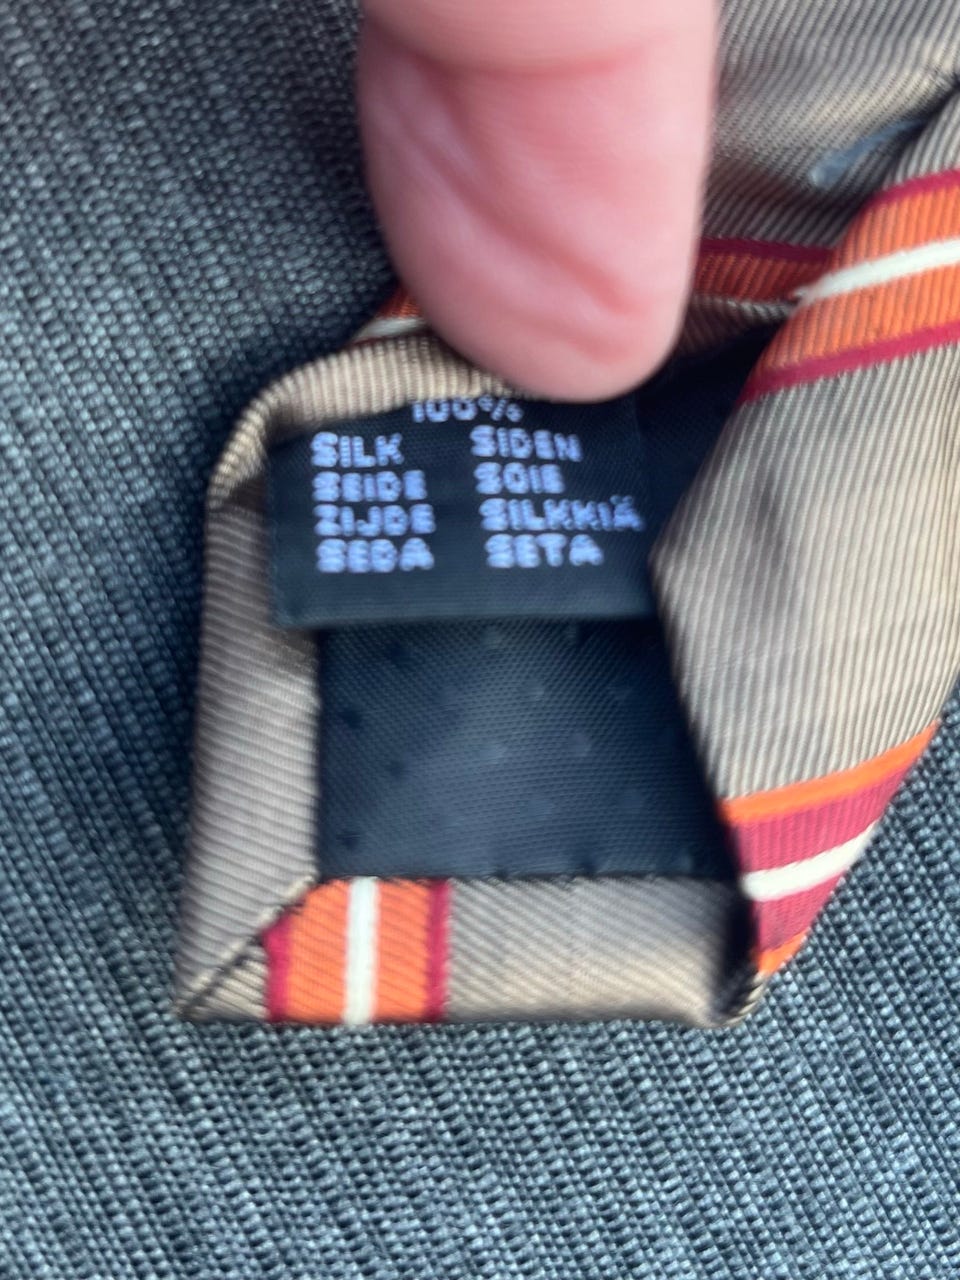 100%
SILK SIDEN
SEIDE SOIE
ZIJDE SILKKIÄ
SEDA SETA